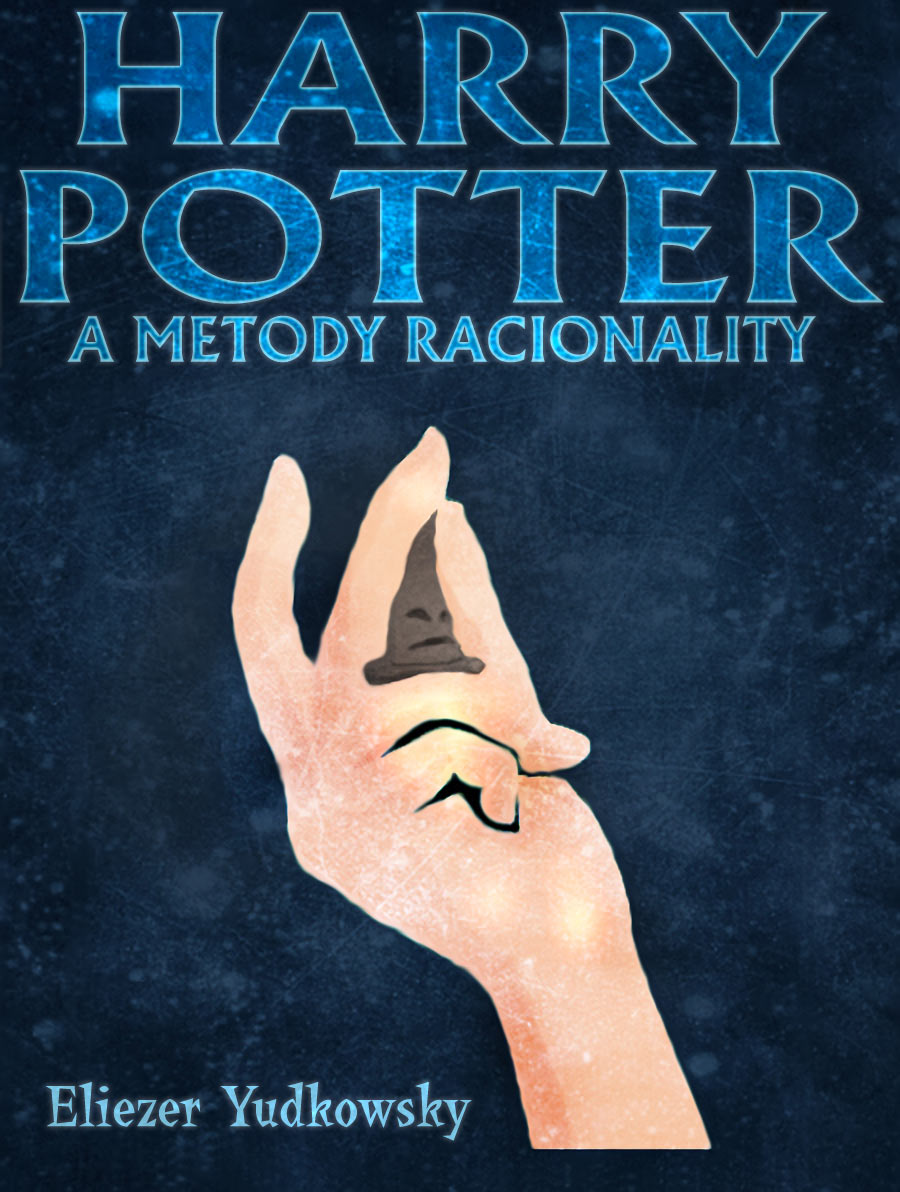 HARRY
POTTER
A METODY RACIONALITY
Eliezer Yudkowsky